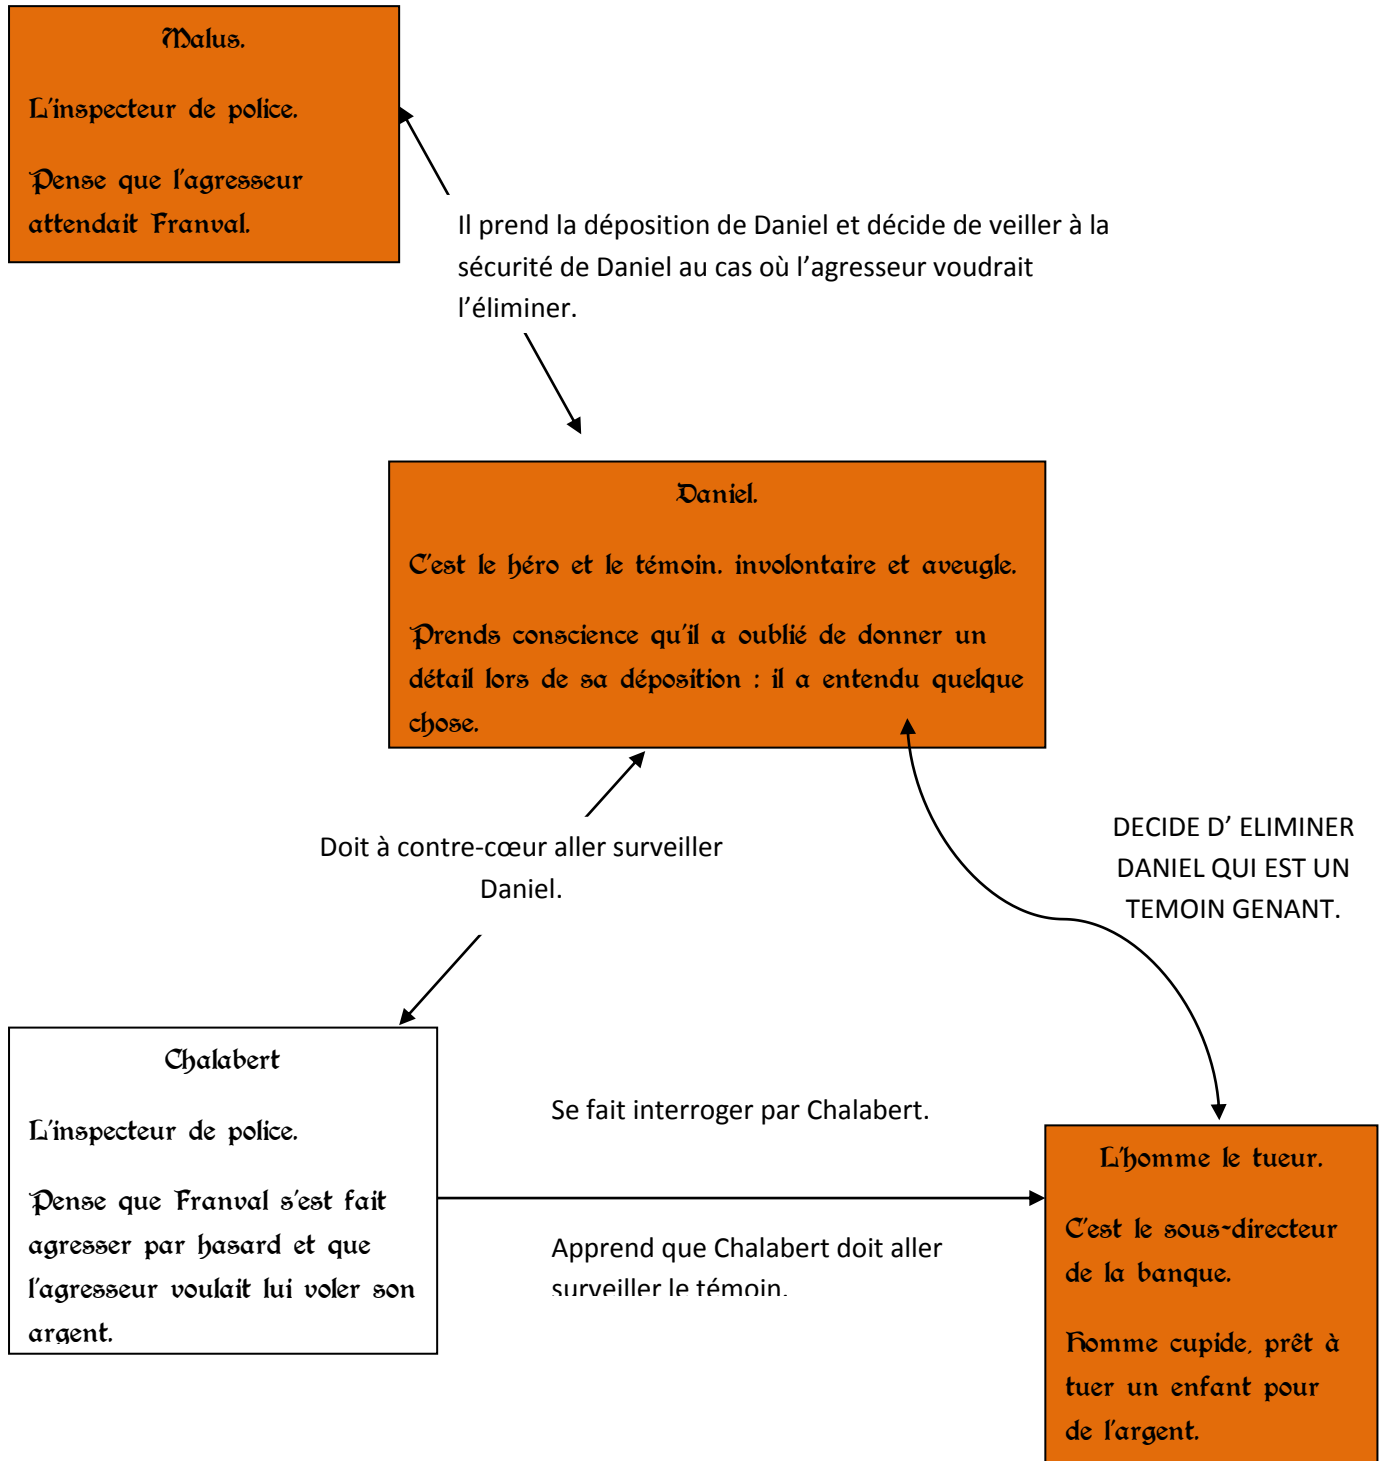 Malus.
L'inspecteur de police.
Pense que l'agresseur
attendait Franval.
Il prend la déposition de Daniel et décide de veiller à la
sécurité de Daniel au cas où l'agresseur voudrait
l'éliminer.
Daniel.
C'est le héro et le témoin. involontaire et aveugle.
Prends conscience qu'il a oublié de donner un
détail lors de sa déposition : il a entendu quelque
chose.
Doit à contre-cœur aller surveiller
Daniel.
DECIDE D' ELIMINER
DANIEL QUI EST UN
TEMOIN GENANT.
Chalabert
L'inspecteur de police.
Pense que Franval s'est fait
agresser par hasard et que
l'agresseur voulait lui voler son
argent.
Se fait interroger par Chalabert.
Apprend que Chalabert doit aller
surveiller le témoin.
L'homme le tueur.
C'est le sous-directeur
de la banque.
Homme cupide, prêt à
tuer un enfant pour
de l'argent.